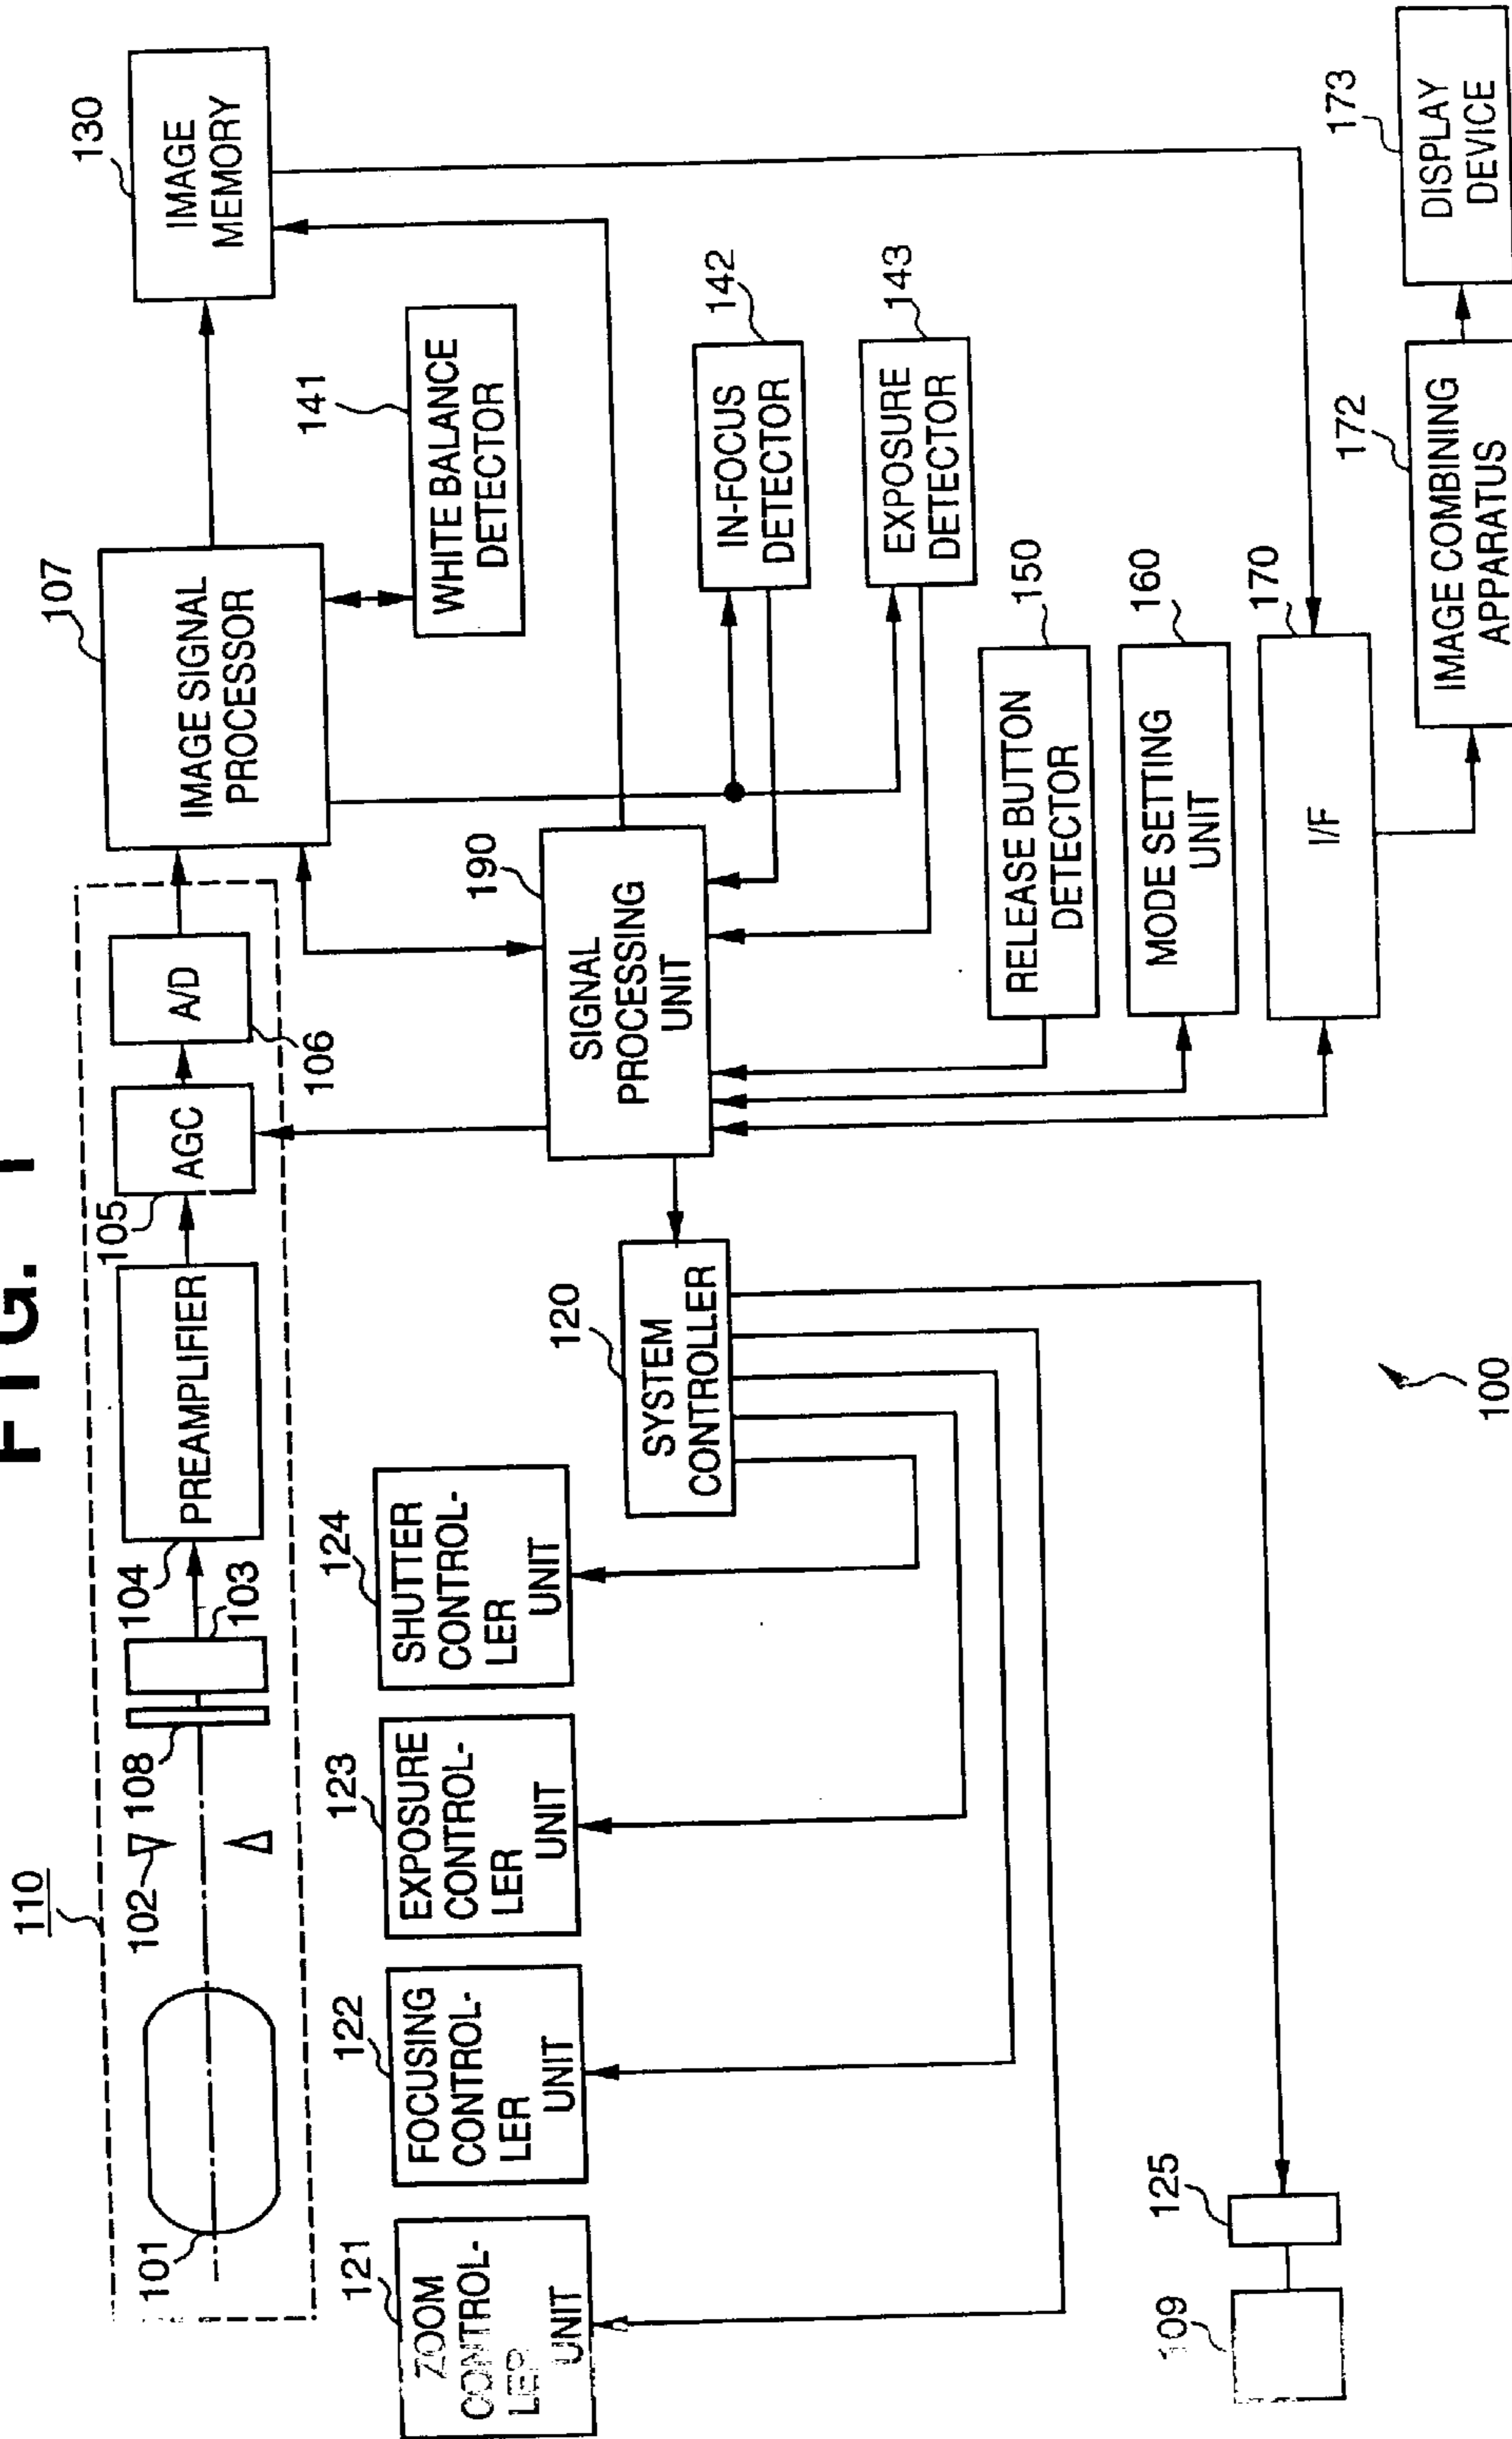 FIG. 1
110
101
102
108
103
104
PREAMPLIFIER
105
AGC
106
A/D
107
IMAGE SIGNAL
PROCESSOR
130
IMAGE
MEMORY
141
WHITE BALANCE
DETECTOR
121
ZOOM
CONTROL-
LER
UNIT
122
FOCUSING
CONTROL-
LER
UNIT
123
EXPOSURE
CONTROL-
LER
UNIT
124
SHUTTER
CONTROL-
LER
UNIT
120
SYSTEM
CONTROLLER
190
SIGNAL
PROCESSING
UNIT
142
IN-FOCUS
DETECTOR
143
EXPOSURE
DETECTOR
150
RELEASE BUTTON
DETECTOR
160
MODE SETTING
UNIT
170
I/F
109
125
172
IMAGE COMBINING
APPARATUS
173
DISPLAY
DEVICE
100